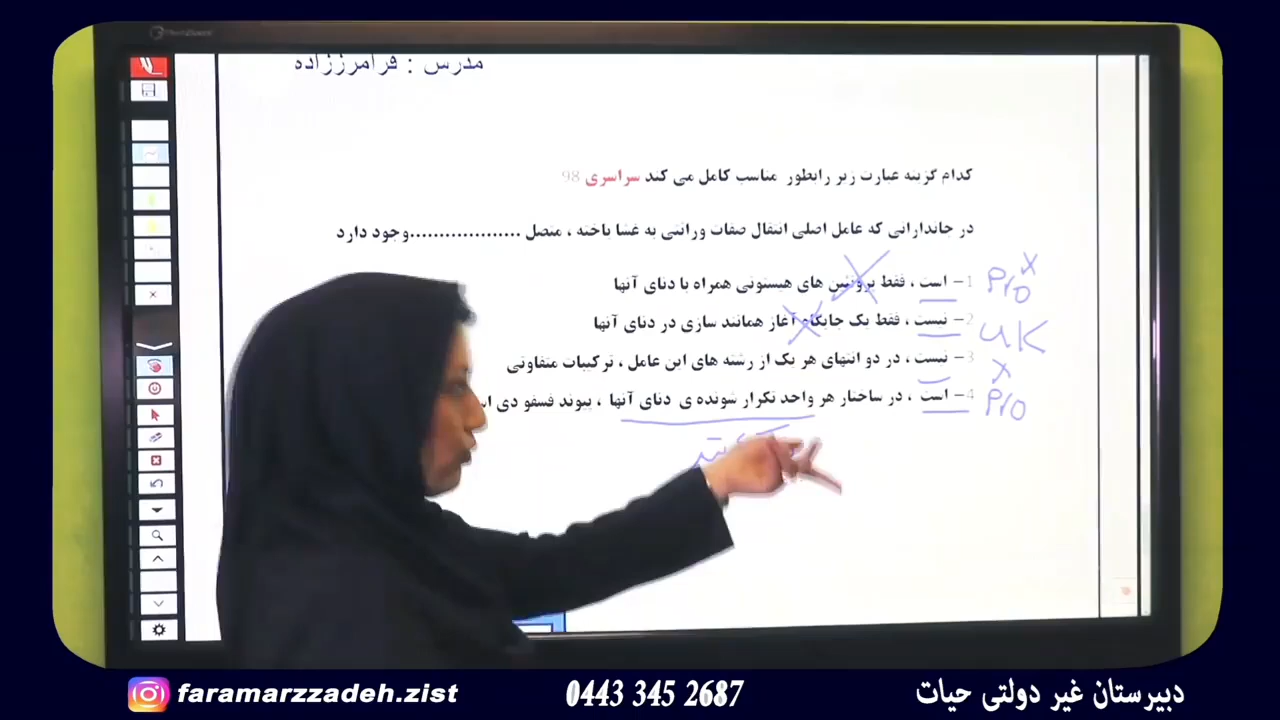 مدرس : فرامرززاده
کدام گزینه عبارت زیر رابطور مناسب کامل می کند سراسری 98
در جاندارانی که عامل اصلی انتقال صفات وراثتی به غشا یاخته ، متصل ...................وجود دارد
1- است ، فقط پروتئین های هیستونی همراه با دنای آنها
Pro x
2- نیست ، فقط یک جایگاه آغاز همانند سازی در دنای آنها
uK
3- نیست ، در دو انتهای هر یک از رشته های این عامل ، ترکیبات متفاوتی
4- است ، در ساختار هر واحد تکرار شونده ی دنای آنها ، پیوند فسفو دی
x Pro
faramarzzadeh.zist
0443 345 2687
دبیرستان غیر دولتی حیات